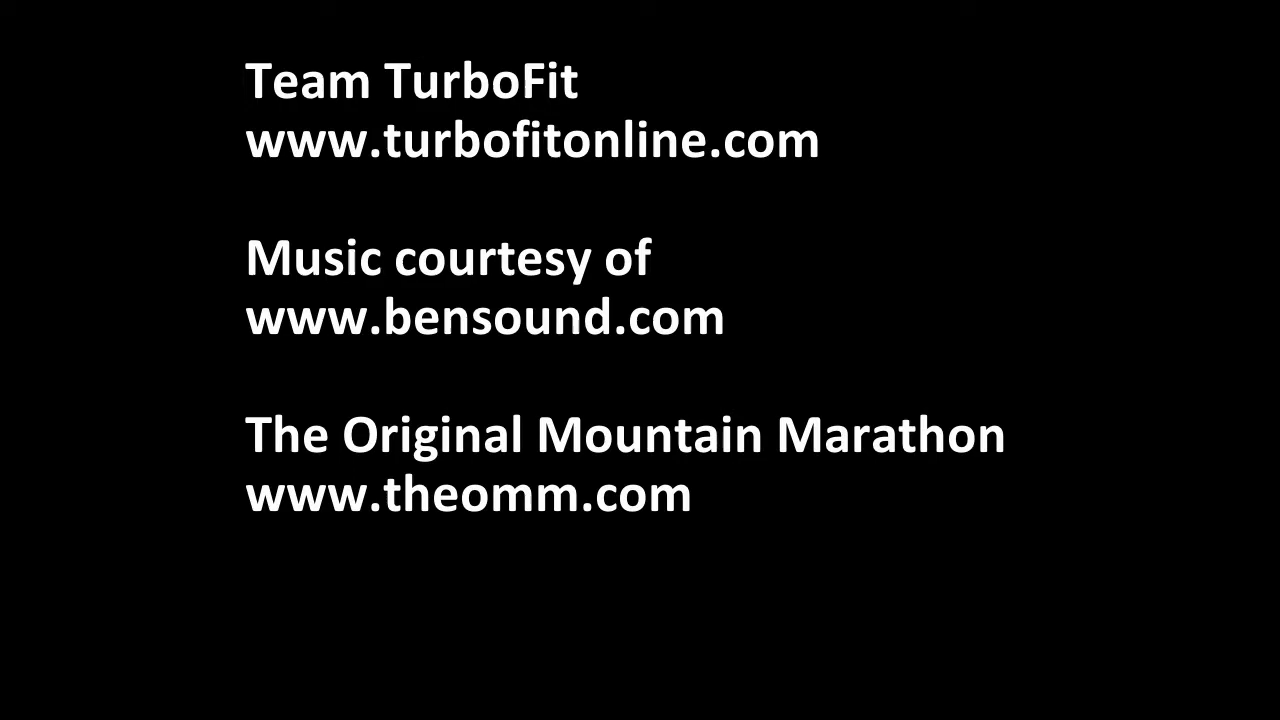 Team TurboFit
www.turbofitonline.com
Music courtesy of
www.bensound.com
The Original Mountain Marathon
www.theomm.com